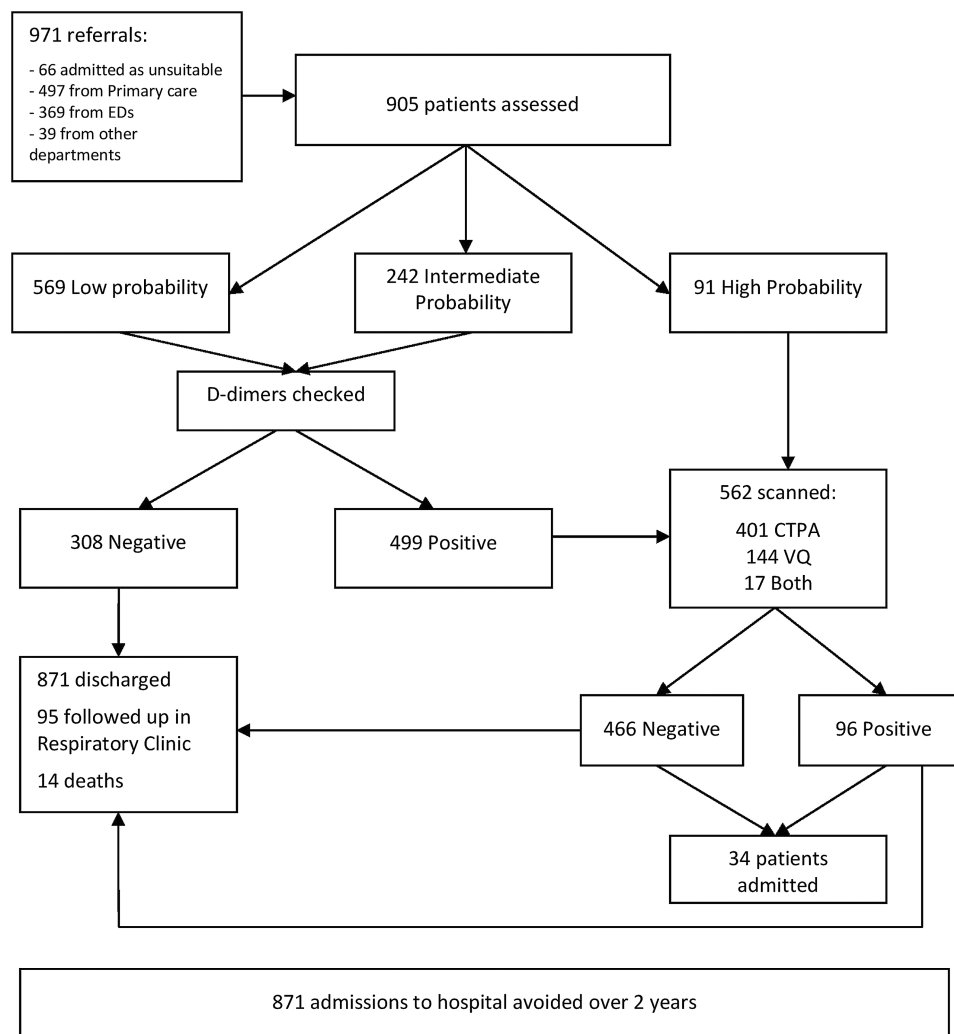 971 referrals:
- 66 admitted as unsuitable
- 497 from Primary care
- 369 from EDs
- 39 from other
departments
905 patients assessed
569 Low probability
242 Intermediate
Probability
91 High Probability
D-dimers checked
308 Negative
499 Positive
562 scanned:
401 CTPA
144 VQ
17 Both
871 discharged
95 followed up in
Respiratory Clinic
14 deaths
466 Negative
96 Positive
34 patients
admitted
871 admissions to hospital avoided over 2 years